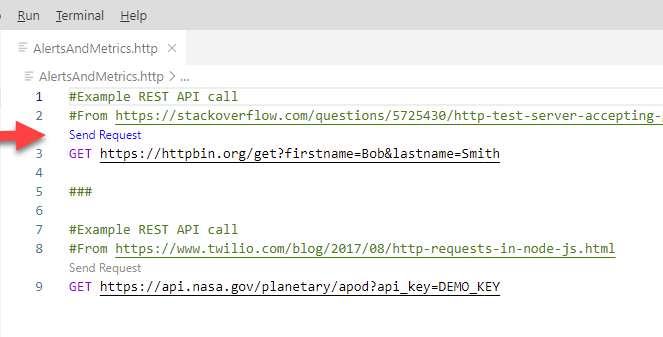 Run Terminal Help
AlertsAndMetrics.http
AlertsAndMetrics.http > ...
1 #Example REST API call
2 #From https://stackoverflow.com/questions/5725430/http-test-server-accepting-
Send Request
3 GET https://httpbin.org/get?firstname=Bob&lastname=Smith
4
5 ###
6
7 #Example REST API call
8 #From https://www.twilio.com/blog/2017/08/http-requests-in-node-js.html
Send Request
9 GET https://api.nasa.gov/planetary/apod?api_key=DEMO_KEY